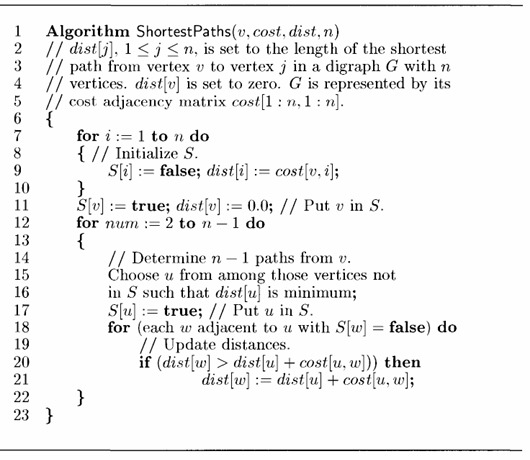 1 Algorithm ShortestPaths(v, cost, dist, n)
2 // dist[j], 1 ≤ j ≤ n, is set to the length of the shortest
3 // path from vertex v to vertex j in a digraph G with n
4 // vertices. dist[v] is set to zero. G is represented by its
5 // cost adjacency matrix cost[1 : n, 1 : n].
6 {
7 for i := 1 to n do
8 { // Initialize S.
9 S[i] := false; dist[i] := cost[v, i];
10 }
11 S[v] := true; dist[v] := 0.0; // Put v in S.
12 for num := 2 to n − 1 do
13 {
14 // Determine n − 1 paths from v.
15 Choose u from among those vertices not
16 in S such that dist[u] is minimum;
17 S[u] := true; // Put u in S.
18 for (each w adjacent to u with S[w] = false) do
19 // Update distances.
20 if (dist[w] > dist[u] + cost[u, w])) then
21 dist[w] := dist[u] + cost[u, w];
22 }
23 }